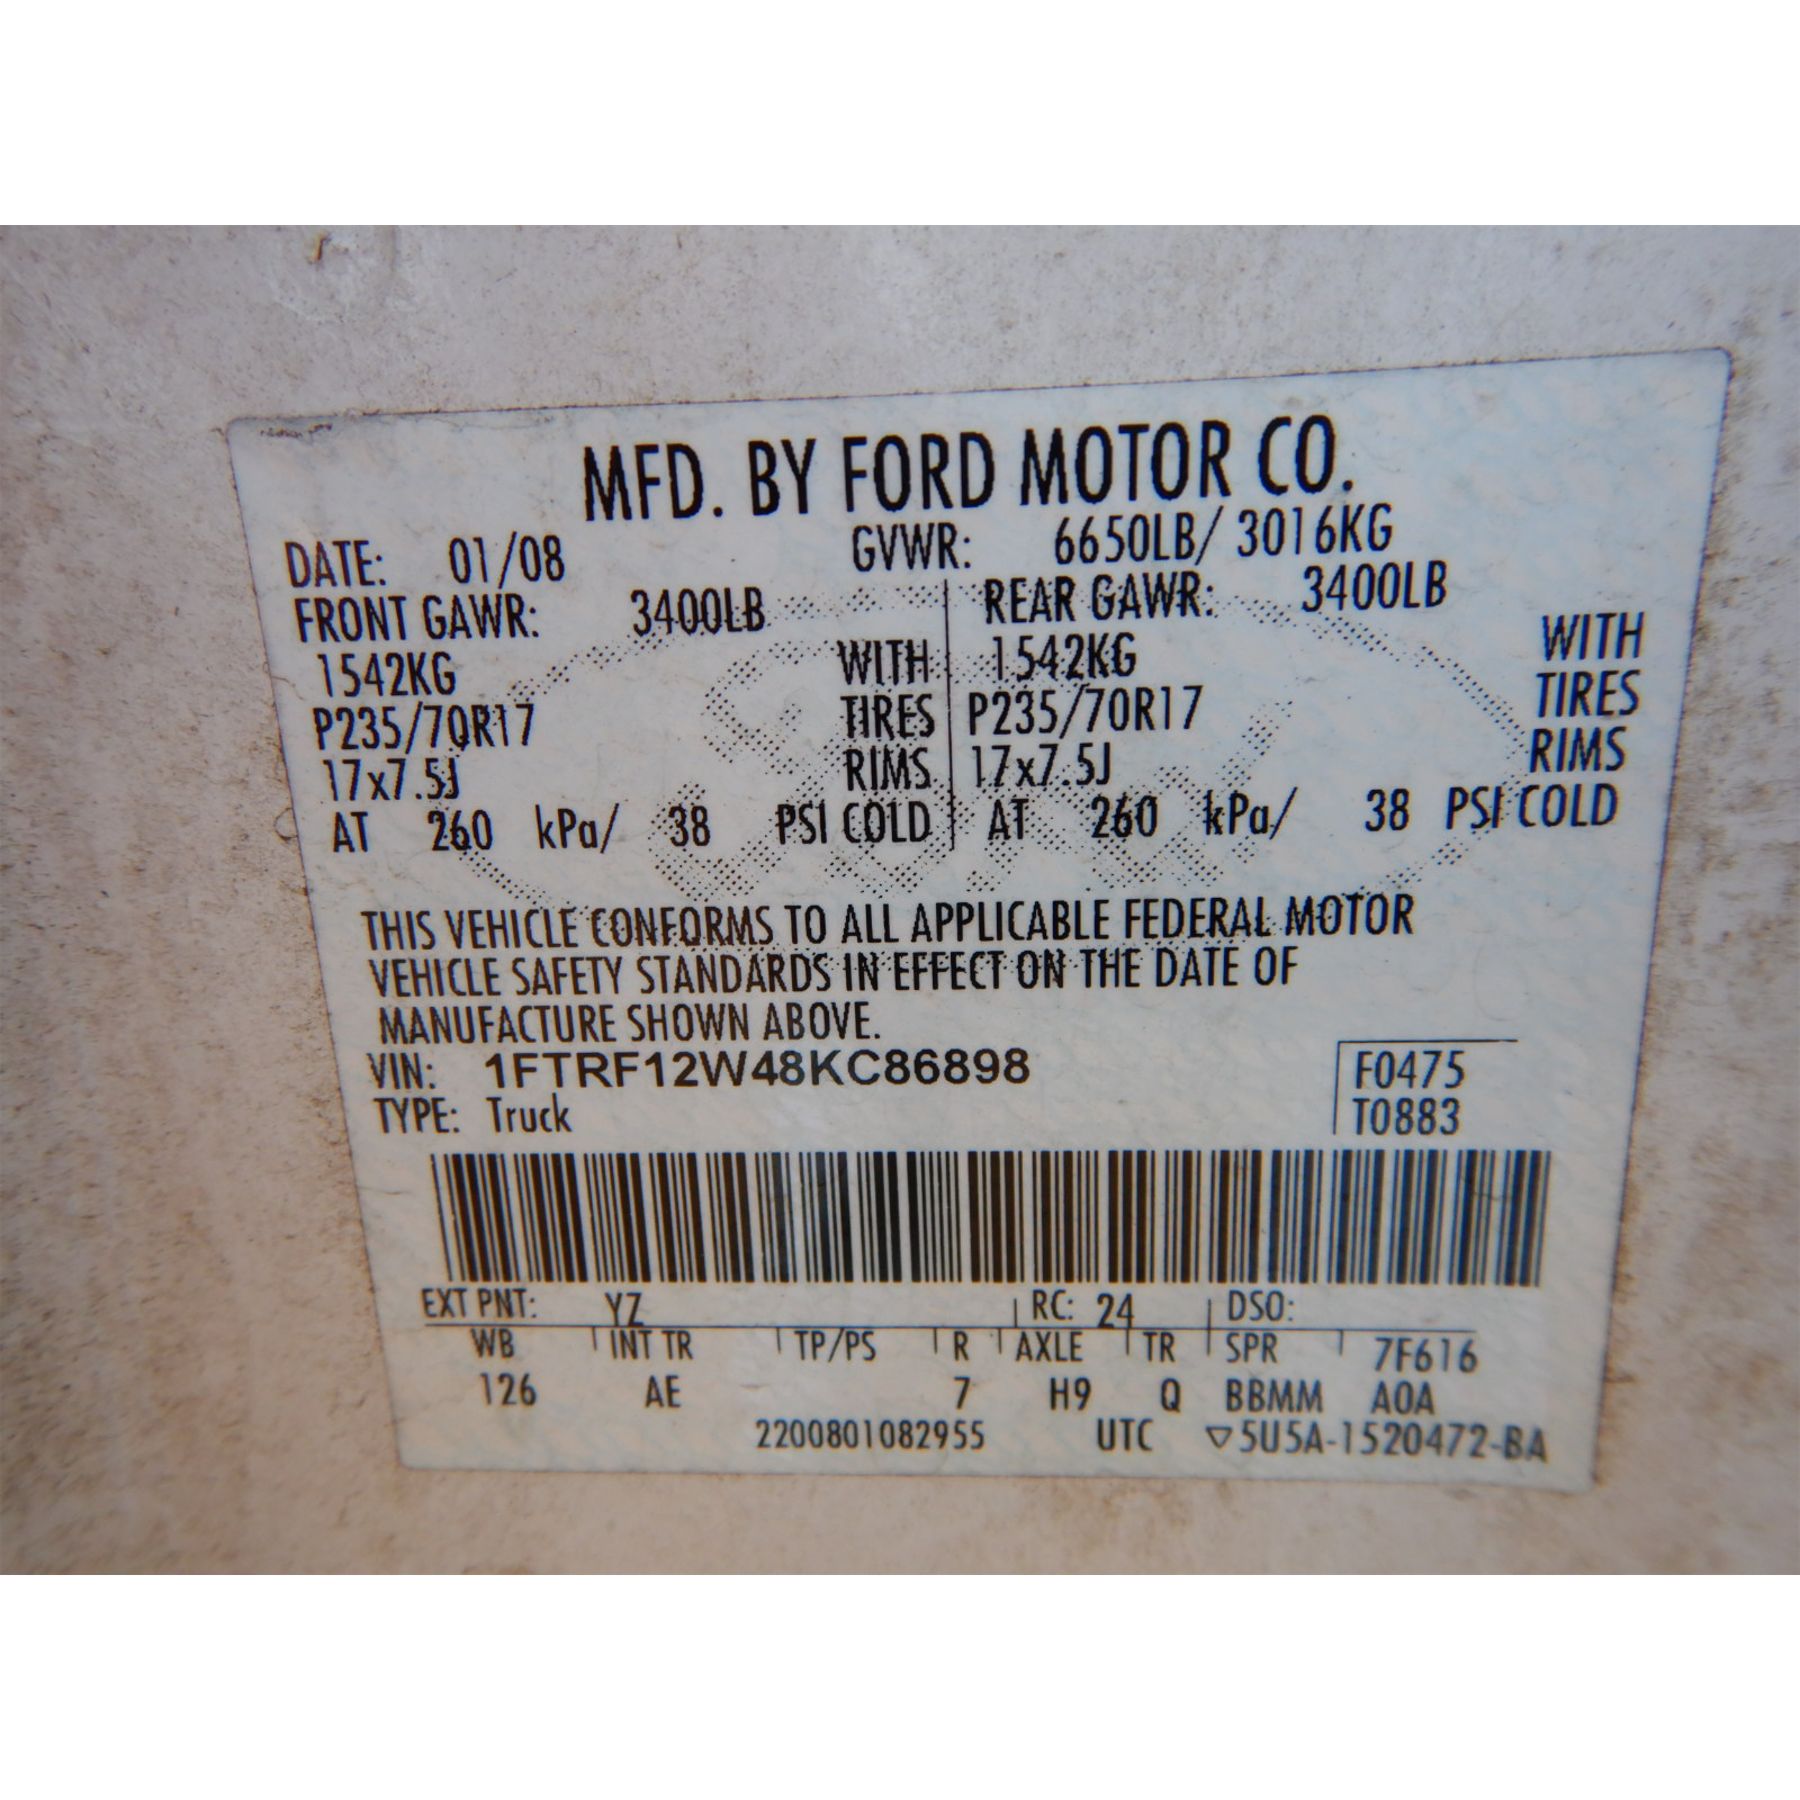 MFD. BY FORD MOTOR CO.
DATE: 01/08 GVWR: 6650LB/ 3016KG
FRONT GAWR: 3400LB REAR GAWR: 3400LB
1542KG WITH 1542KG WITH
P235/70R17 TIRES P235/70R17 TIRES
17x7.5J RIMS 17x7.5J RIMS
AT 260 kPa/ 38 PSI COLD AT 260 kPa/ 38 PSI COLD
THIS VEHICLE CONFORMS TO ALL APPLICABLE FEDERAL MOTOR
VEHICLE SAFETY STANDARDS IN EFFECT ON THE DATE OF
MANUFACTURE SHOWN ABOVE.
VIN: 1FTRF12W48KC86898 F0475
TYPE: Truck T0883
EXT PNT: YZ RC: 24 DSO:
WB INT TR TP/PS R AXLE TR SPR 7F616
126 AE 7 H9 Q BBMM A0A
2200801082955 UTC ▽5U5A-1520472-BA